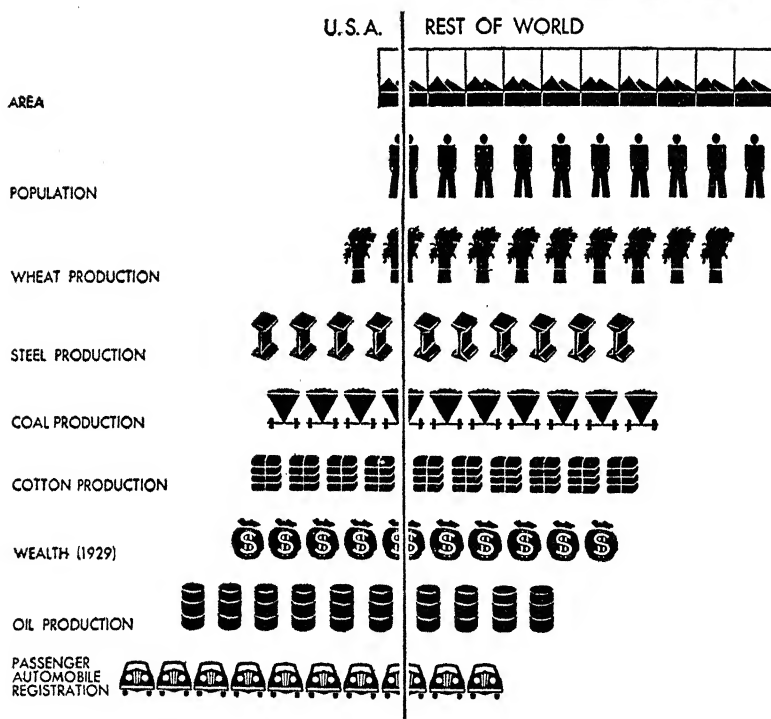 U.S.A. REST OF WORLD
AREA
POPULATION
WHEAT PRODUCTION
STEEL PRODUCTION
COAL PRODUCTION
COTTON PRODUCTION
WEALTH (1929)
$ $ $ $ $ $ $ $ $ $
OIL PRODUCTION
PASSENGER
AUTOMOBILE
REGISTRATION